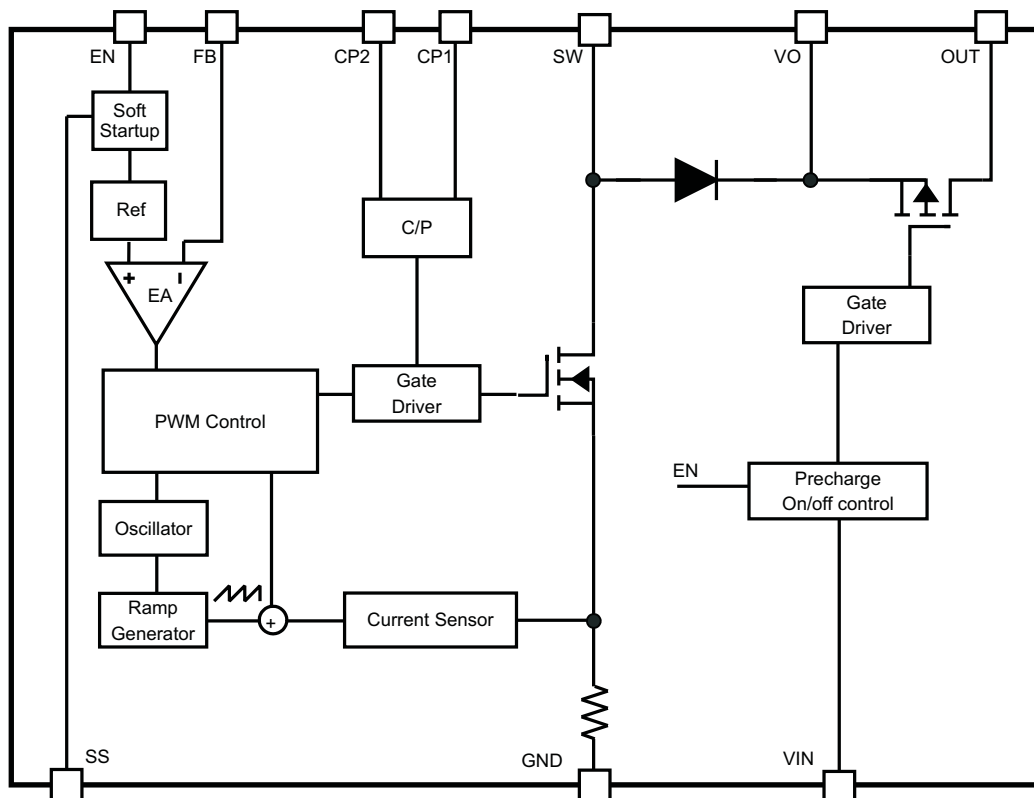 EN
FB
CP2
CP1
SW
VO
OUT
Soft
Startup
Ref
C/P
+
−
EA
Gate
Driver
Gate
Driver
PWM Control
EN
Precharge
On/off control
Oscillator
Ramp
Generator
+
Current Sensor
SS
GND
VIN